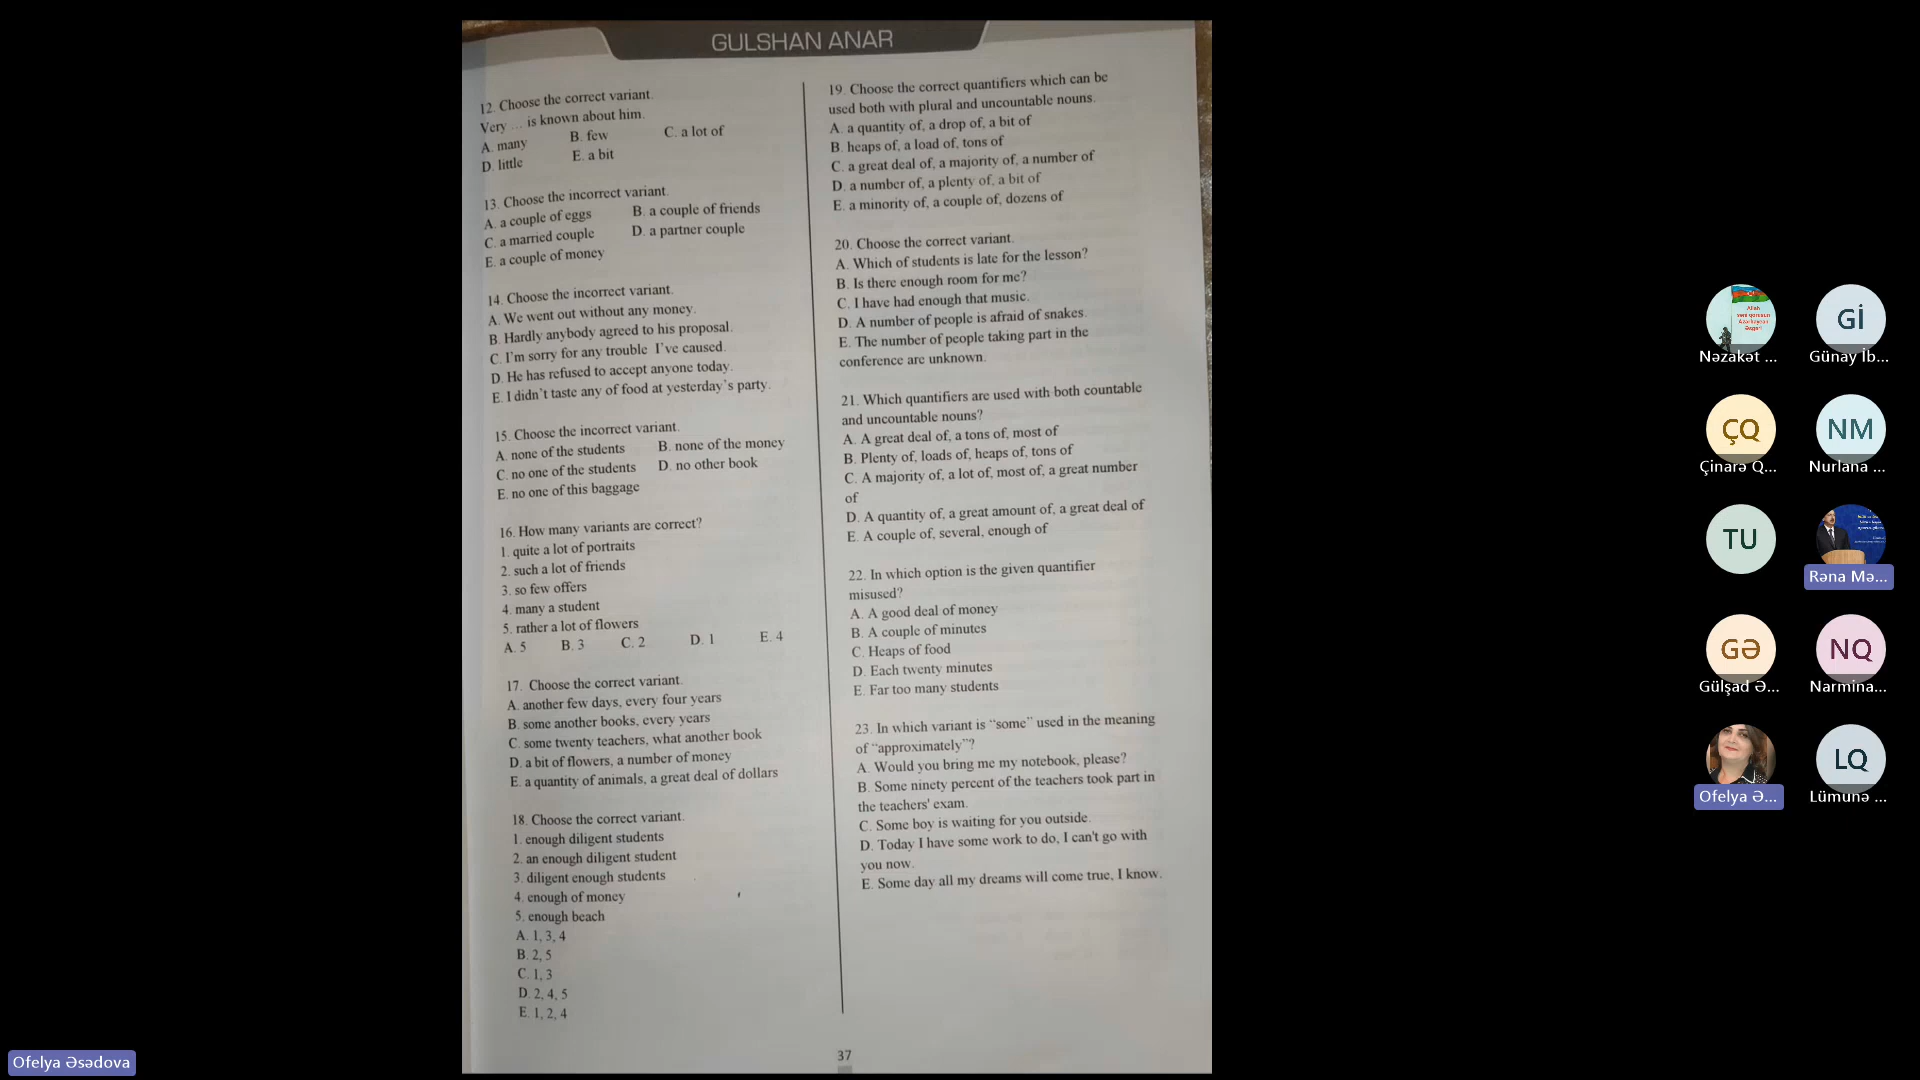 GULSHAN ANAR
12. Choose the correct variant.
Very ... is known about him.
A. many B. few C. a lot of
D. little E. a bit
13. Choose the incorrect variant.
A. a couple of eggs B. a couple of friends
C. a married couple D. a partner couple
E. a couple of money
14. Choose the incorrect variant.
A. We went out without any money.
B. Hardly anybody agreed to his proposal.
C. I'm sorry for any trouble I've caused.
D. He has refused to accept anyone today.
E. I didn't taste any of food at yesterday's party.
15. Choose the incorrect variant.
A. none of the students B. none of the money
C. no one of the students D. no other book
E. no one of this baggage
16. How many variants are correct?
1. quite a lot of portraits
2. such a lot of friends
3. so few offers
4. many a student
5. rather a lot of flowers
A. 5 B. 3 C. 2 D. 1 E. 4
17. Choose the correct variant.
A. another few days, every four years
B. some another books, every years
C. some twenty teachers, what another book
D. a bit of flowers, a number of money
E. a quantity of animals, a great deal of dollars
18. Choose the correct variant.
1. enough diligent students
2. an enough diligent student
3. diligent enough students
4. enough of money
5. enough beach
A. 1, 3, 4
B. 2, 5
C. 1, 3
D. 2, 4, 5
E. 1, 2, 4
19. Choose the correct quantifiers which can be
used both with plural and uncountable nouns.
A. a quantity of, a drop of, a bit of
B. heaps of, a load of, tons of
C. a great deal of, a majority of, a number of
D. a number of, a plenty of, a bit of
E. a minority of, a couple of, dozens of
20. Choose the correct variant.
A. Which of students is late for the lesson?
B. Is there enough room for me?
C. I have had enough that music.
D. A number of people is afraid of snakes.
E. The number of people taking part in the
conference are unknown.
21. Which quantifiers are used with both countable
and uncountable nouns?
A. A great deal of, a tons of, most of
B. Plenty of, loads of, heaps of, tons of
C. A majority of, a lot of, most of, a great number
of
D. A quantity of, a great amount of, a great deal of
E. A couple of, several, enough of
22. In which option is the given quantifier
misused?
A. A good deal of money
B. A couple of minutes
C. Heaps of food
D. Each twenty minutes
E. Far too many students
23. In which variant is "some" used in the meaning
of "approximately"?
A. Would you bring me my notebook, please?
B. Some ninety percent of the teachers took part in
the teachers' exam.
C. Some boy is waiting for you outside.
D. Today I have some work to do, I can't go with
you now.
E. Some day all my dreams will come true, I know.
37
Nəzakət ...
Gİ
Günay İb...
ÇQ
Çinarə Q...
NM
Nurlana ...
TU
Rəna Mə...
GƏ
Gülşad Ə...
NQ
Narmina...
Ofelya Ə...
LQ
Lümunə ...
Ofelya Əsədova